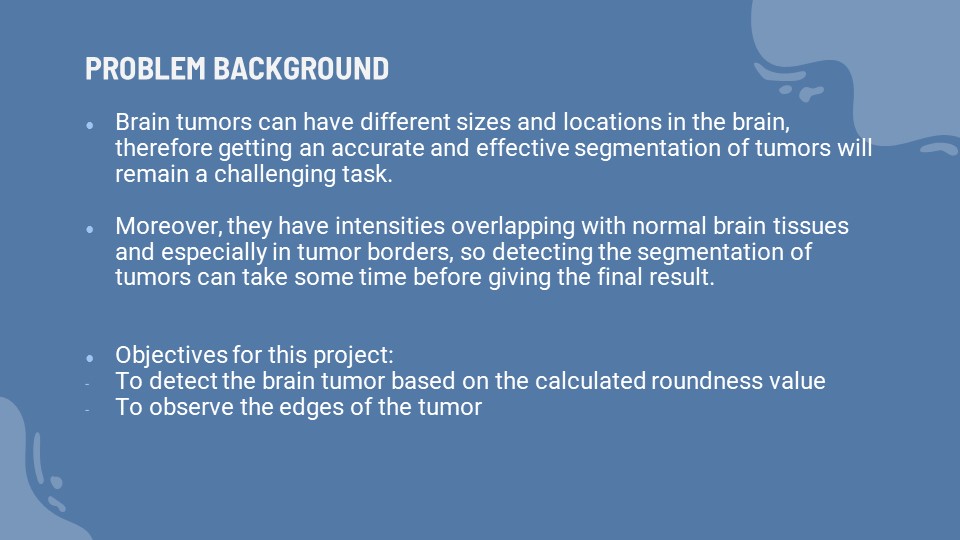 PROBLEM BACKGROUND
• Brain tumors can have different sizes and locations in the brain,
therefore getting an accurate and effective segmentation of tumors will
remain a challenging task.
• Moreover, they have intensities overlapping with normal brain tissues
and especially in tumor borders, so detecting the segmentation of
tumors can take some time before giving the final result.
• Objectives for this project:
- To detect the brain tumor based on the calculated roundness value
- To observe the edges of the tumor